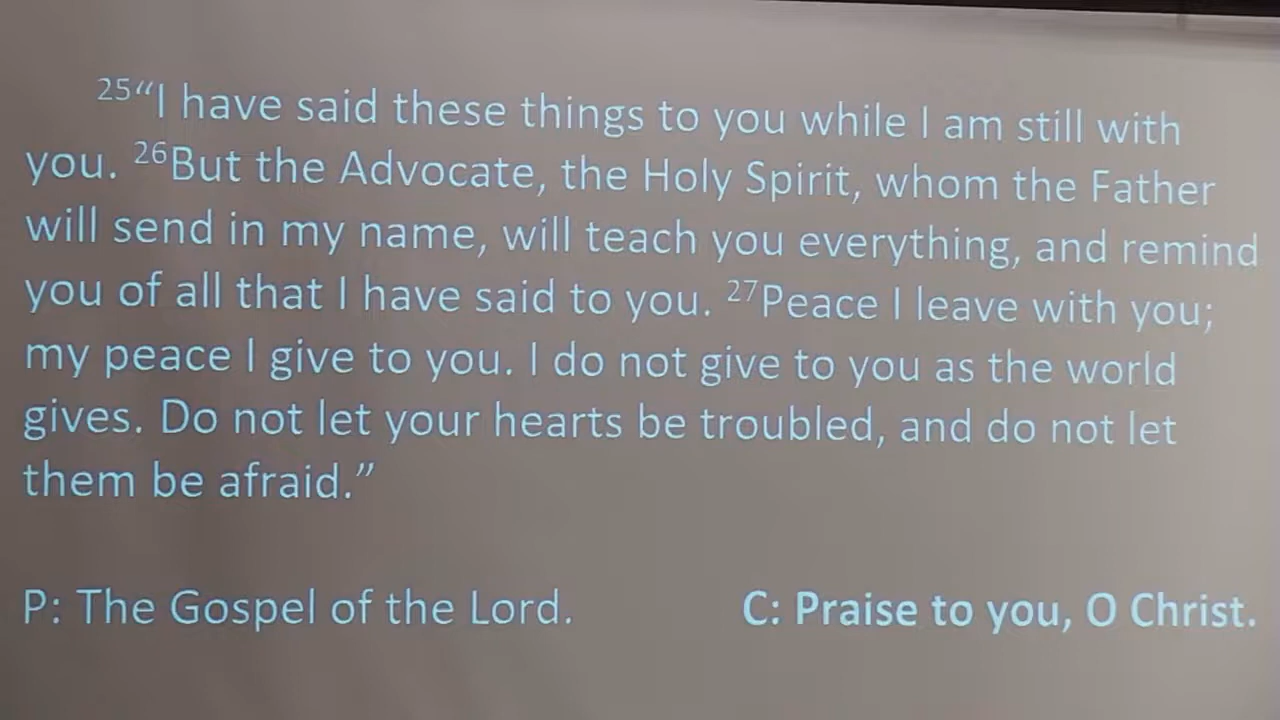 25“I have said these things to you while I am still with
you. 26But the Advocate, the Holy Spirit, whom the Father
will send in my name, will teach you everything, and remind
you of all that I have said to you. 27Peace I leave with you;
my peace I give to you. I do not give to you as the world
gives. Do not let your hearts be troubled, and do not let
them be afraid.”
P: The Gospel of the Lord. C: Praise to you, O Christ.